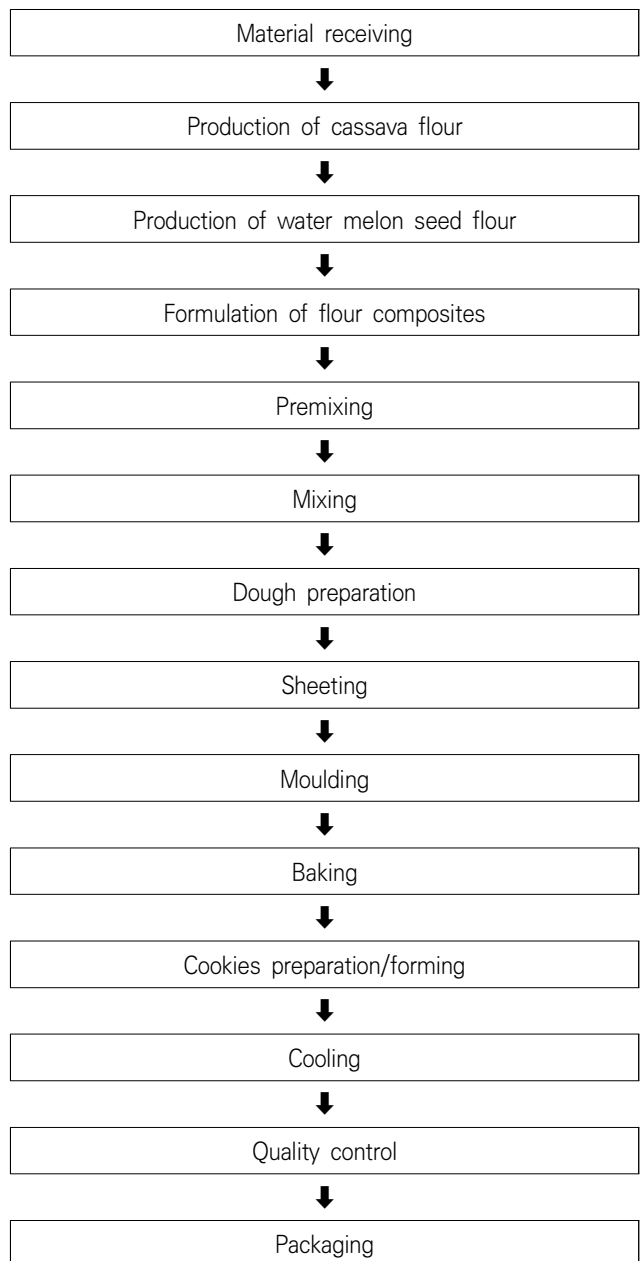 Material receiving
Production of cassava flour
Production of water melon seed flour
Formulation of flour composites
Premixing
Mixing
Dough preparation
Sheeting
Moulding
Baking
Cookies preparation/forming
Cooling
Quality control
Packaging